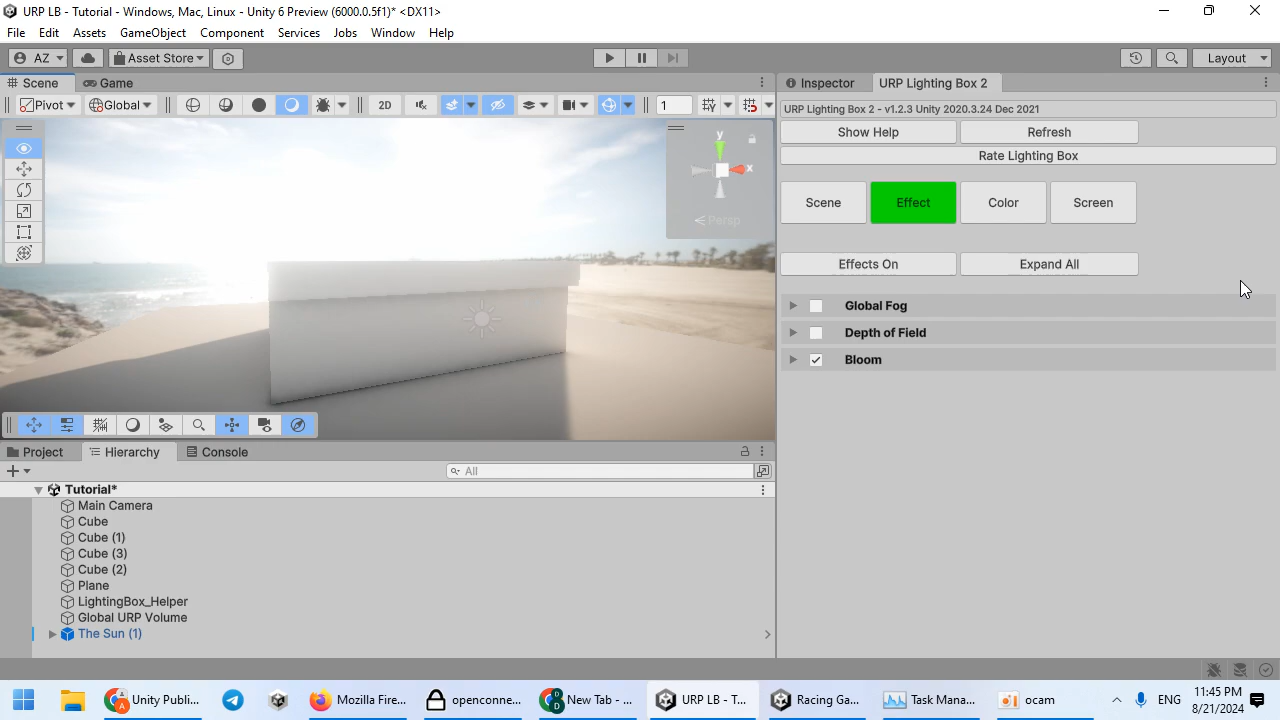 URP LB - Tutorial - Windows, Mac, Linux - Unity 6 Preview (6000.0.5f1)* <DX11>
File Edit Assets GameObject Component Services Jobs Window Help
AZ Asset Store Layout
Scene Game Inspector URP Lighting Box 2
Pivot Global 2D 1
URP Lighting Box 2 - v1.2.3 Unity 2020.3.24 Dec 2021
Show Help Refresh
Rate Lighting Box
y
x
Persp
Scene Effect Color Screen
Effects On Expand All
Global Fog
Depth of Field
Bloom
Project Hierarchy Console
All
Tutorial*
Main Camera
Cube
Cube (1)
Cube (3)
Cube (2)
Plane
LightingBox_Helper
Global URP Volume
The Sun (1)
Unity Publi... Mozilla Fire... openconne... New Tab - ... URP LB - T... Racing Ga... Task Mana... ocam ENG 11:45 PM
8/21/2024